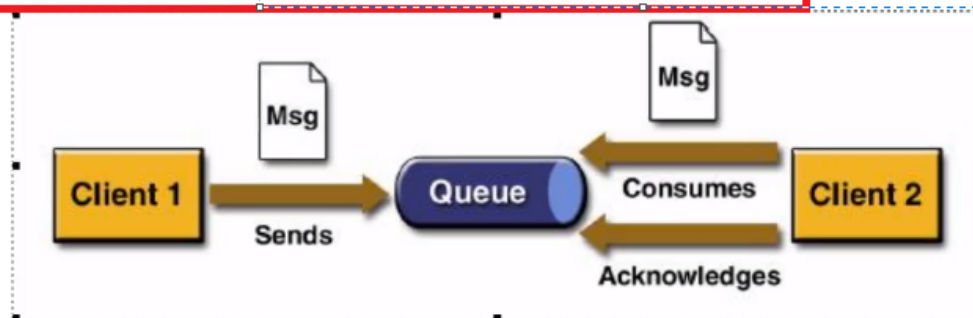 Msg
Msg
Client 1
Queue
Consumes
Client 2
Sends
Acknowledges